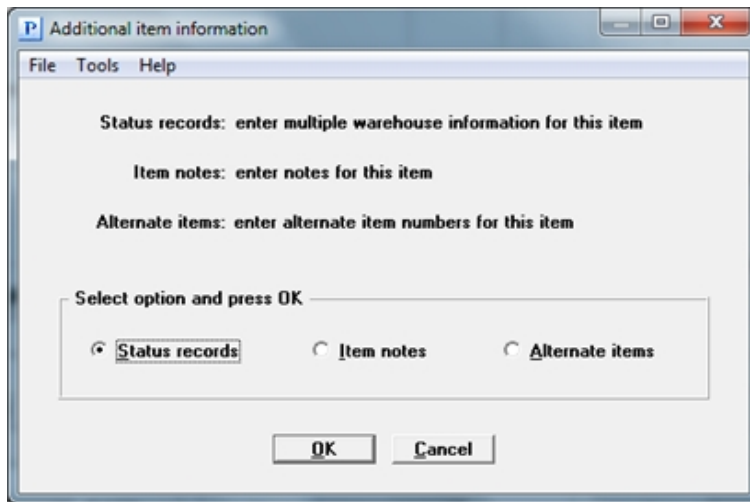 P Additional item information
File Tools Help
Status records: enter multiple warehouse information for this item
Item notes: enter notes for this item
Alternate items: enter alternate item numbers for this item
Select option and press OK
Status records Item notes Alternate items
OK Cancel